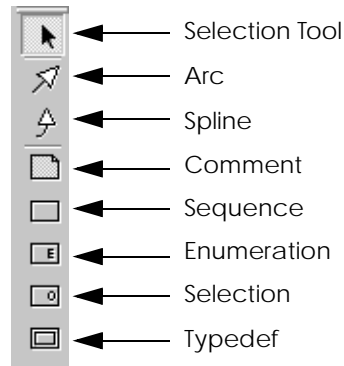 Selection Tool
Arc
Spline
Comment
Sequence
E Enumeration
O Selection
Typedef